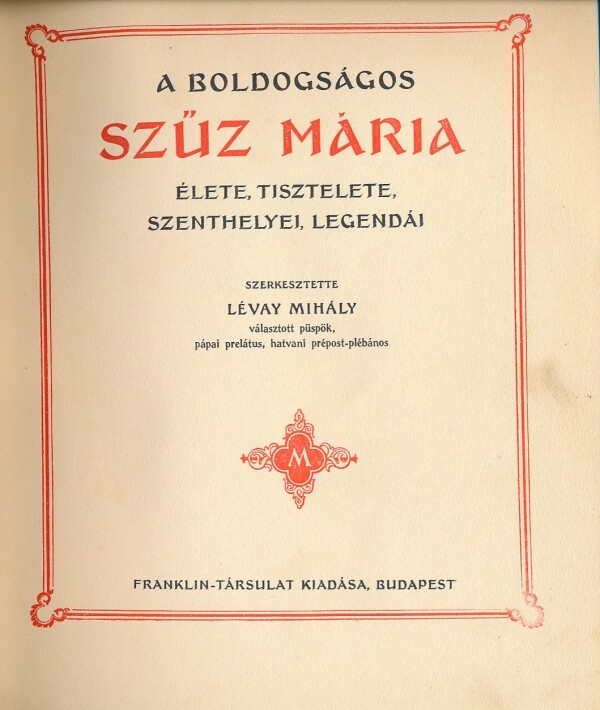 A BOLDOGSÁGOS
SZŰZ MÁRIA
ÉLETE, TISZTELETE,
SZENTHELYEI, LEGENDÁI
SZERKESZTETTE
LÉVAY MIHÁLY
választott püspök,
pápai prelátus, hatvani prépost-plébános
M
FRANKLIN-TÁRSULAT KIADÁSA, BUDAPEST